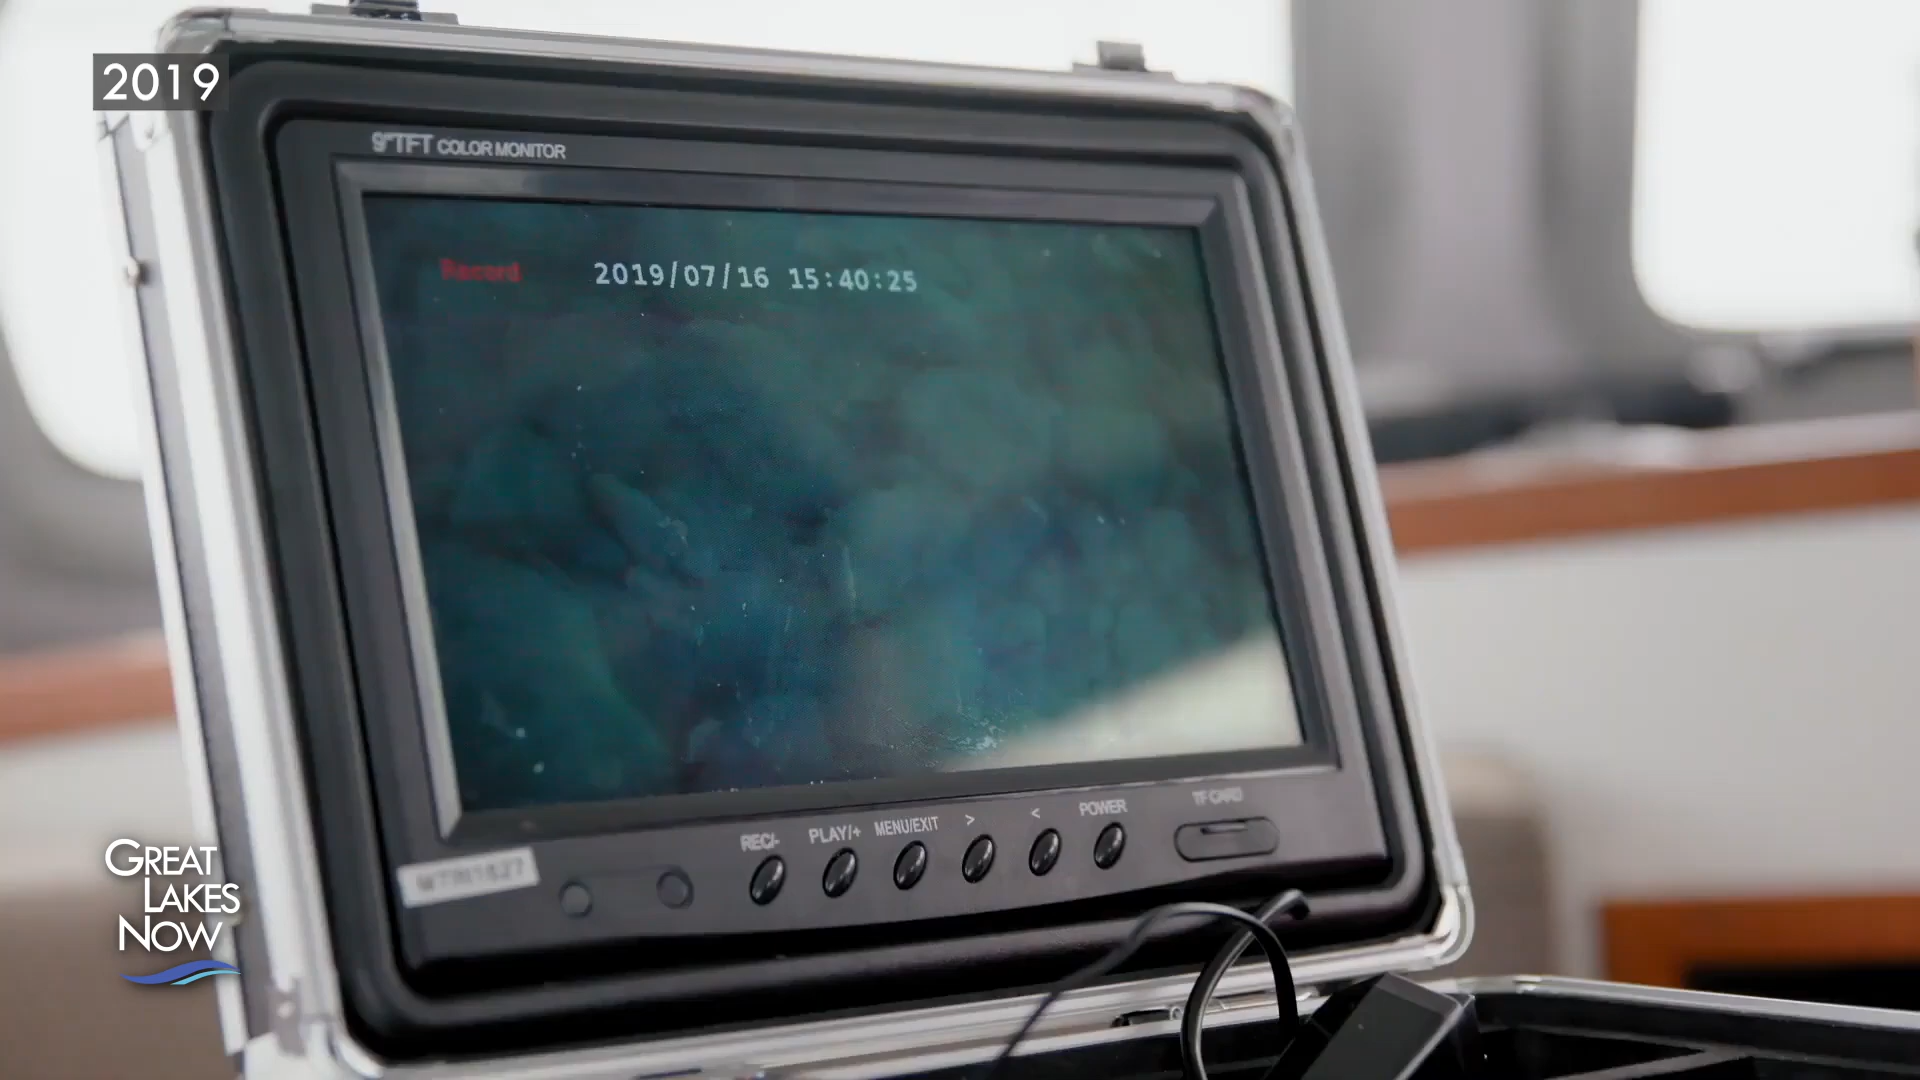 2019
9"TFT COLOR MONITOR
Record 2019/07/16 15:40:25
REC/- PLAY/+ MENU/EXIT > < POWER TF CARD
GREAT
LAKES
NOW